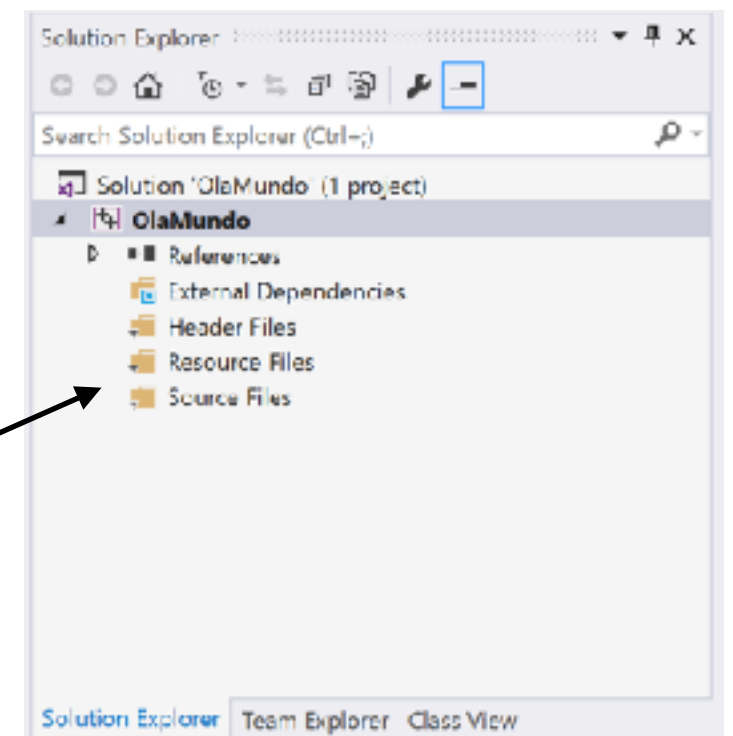 Solution Explorer
Search Solution Explorer (Ctrl+;)
Solution 'OlaMundo' (1 project)
OlaMundo
References
External Dependencies
Header Files
Resource Files
Source Files
Solution Explorer Team Explorer Class View